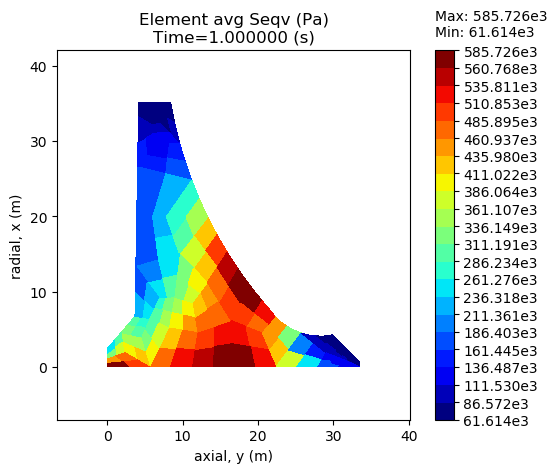 Element avg Seqv (Pa)
Time=1.000000 (s)
Max: 585.726e3
Min: 61.614e3
585.726e3
560.768e3
535.811e3
510.853e3
485.895e3
460.937e3
435.980e3
411.022e3
386.064e3
361.107e3
336.149e3
311.191e3
286.234e3
261.276e3
236.318e3
211.361e3
186.403e3
161.445e3
136.487e3
111.530e3
86.572e3
61.614e3
radial, x (m)
40
30
20
10
0
0 10 20 30 40
axial, y (m)